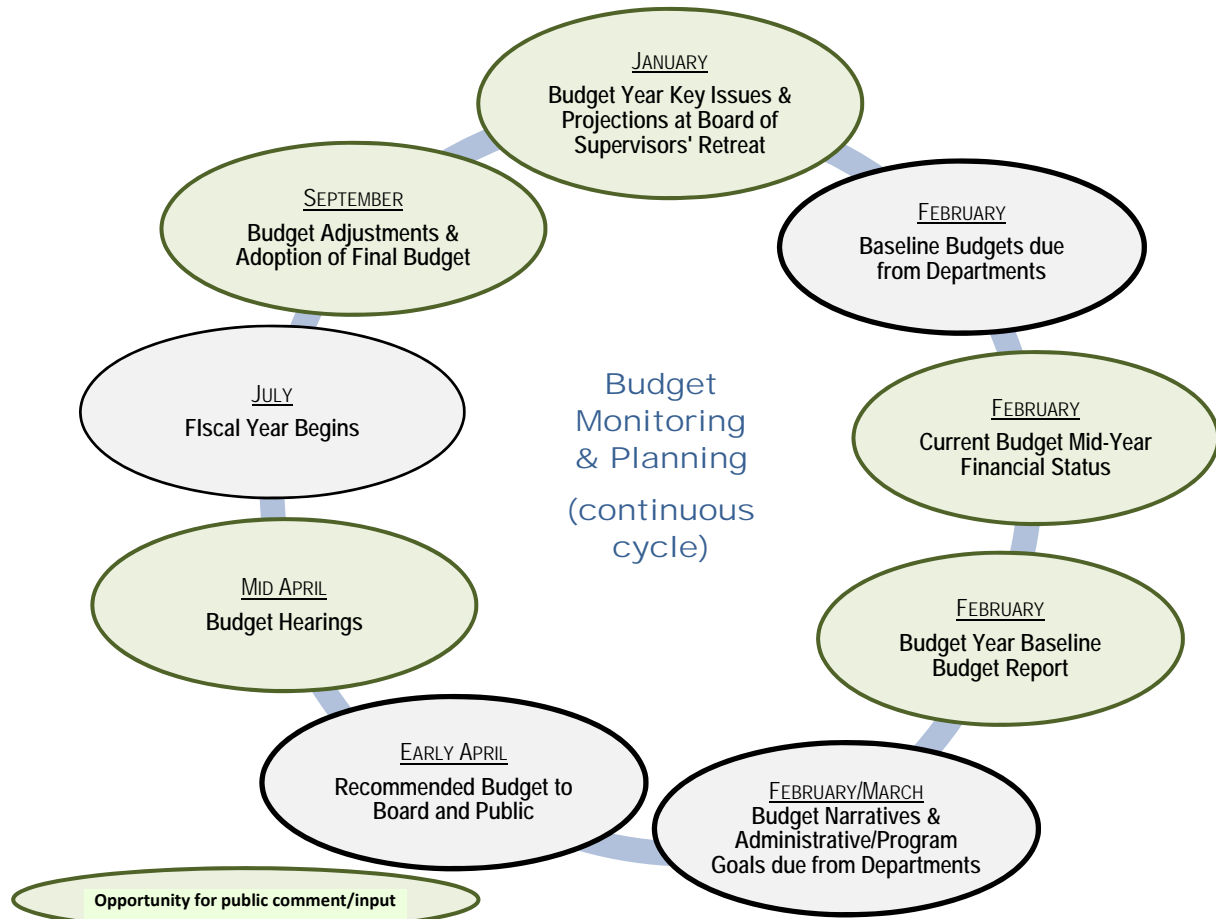 JANUARY
Budget Year Key Issues &
Projections at Board of
Supervisors' Retreat
FEBRUARY
Baseline Budgets due
from Departments
FEBRUARY
Current Budget Mid-Year
Financial Status
FEBRUARY
Budget Year Baseline
Budget Report
FEBRUARY/MARCH
Budget Narratives &
Administrative/Program
Goals due from Departments
EARLY APRIL
Recommended Budget to
Board and Public
MID APRIL
Budget Hearings
JULY
FIscal Year Begins
SEPTEMBER
Budget Adjustments &
Adoption of Final Budget
Budget
Monitoring
& Planning
(continuous
cycle)
Opportunity for public comment/input